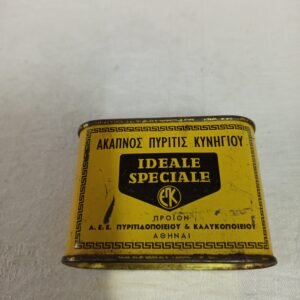 ΑΚΑΠΝΟΣ ΠΥΡΙΤΙΣ ΚΥΝΗΓΙΟΥ
IDEALE
SPECIALE
ΕΚ
ΠΡΟΪΟΝ
Α.Ε.Ε. ΠΥΡΙΤΙΔΟΠΟΙΕΙΟΥ & ΚΑΛΥΚΟΠΟΙΕΙΟΥ
ΑΘΗΝΑΙ